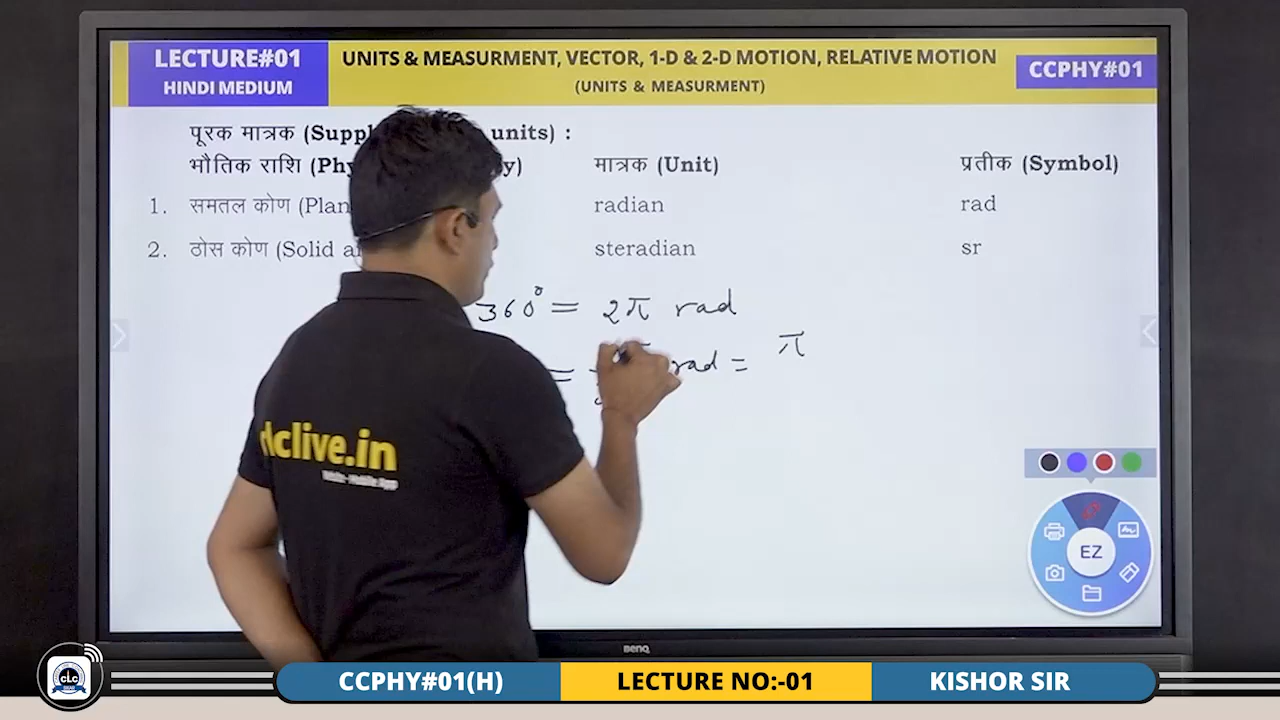 LECTURE#01
HINDI MEDIUM
UNITS & MEASURMENT, VECTOR, 1-D & 2-D MOTION, RELATIVE MOTION
(UNITS & MEASURMENT)
CCPHY#01
पूरक मात्रक (Suppl units) :
भौतिक राशि (Phy y) मात्रक (Unit) प्रतीक (Symbol)
1. समतल कोण (Plan radian rad
2. ठोस कोण (Solid a steradian sr
360° = 2π rad
= rad = π
clclive.in
EZ
BenQ
CLC
CCPHY#01(H) LECTURE NO:-01 KISHOR SIR